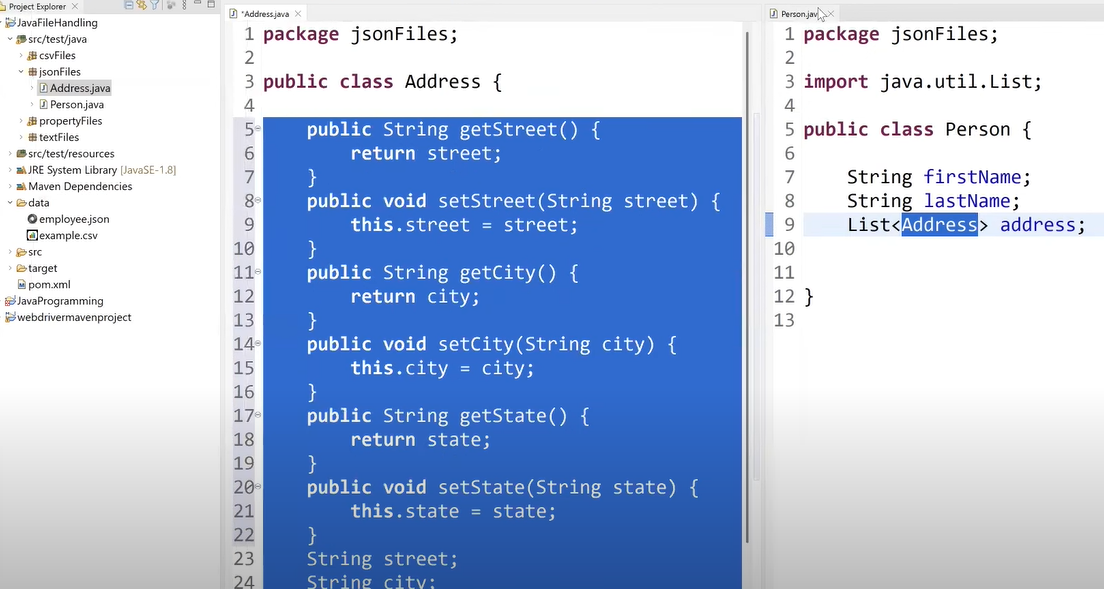 Project Explorer
JavaFileHandling
src/test/java
csvFiles
jsonFiles
Address.java
Person.java
propertyFiles
textFiles
src/test/resources
JRE System Library [JavaSE-1.8]
Maven Dependencies
data
employee.json
example.csv
src
target
pom.xml
JavaProgramming
webdrivermavenproject
*Address.java
1 package jsonFiles;
2
3 public class Address {
4
5 public String getStreet() {
6 return street;
7 }
8 public void setStreet(String street) {
9 this.street = street;
10 }
11 public String getCity() {
12 return city;
13 }
14 public void setCity(String city) {
15 this.city = city;
16 }
17 public String getState() {
18 return state;
19 }
20 public void setState(String state) {
21 this.state = state;
22 }
23 String street;
24 String city;
Person.jav
1 package jsonFiles;
2
3 import java.util.List;
4
5 public class Person {
6
7 String firstName;
8 String lastName;
9 List<Address> address;
10
11
12 }
13